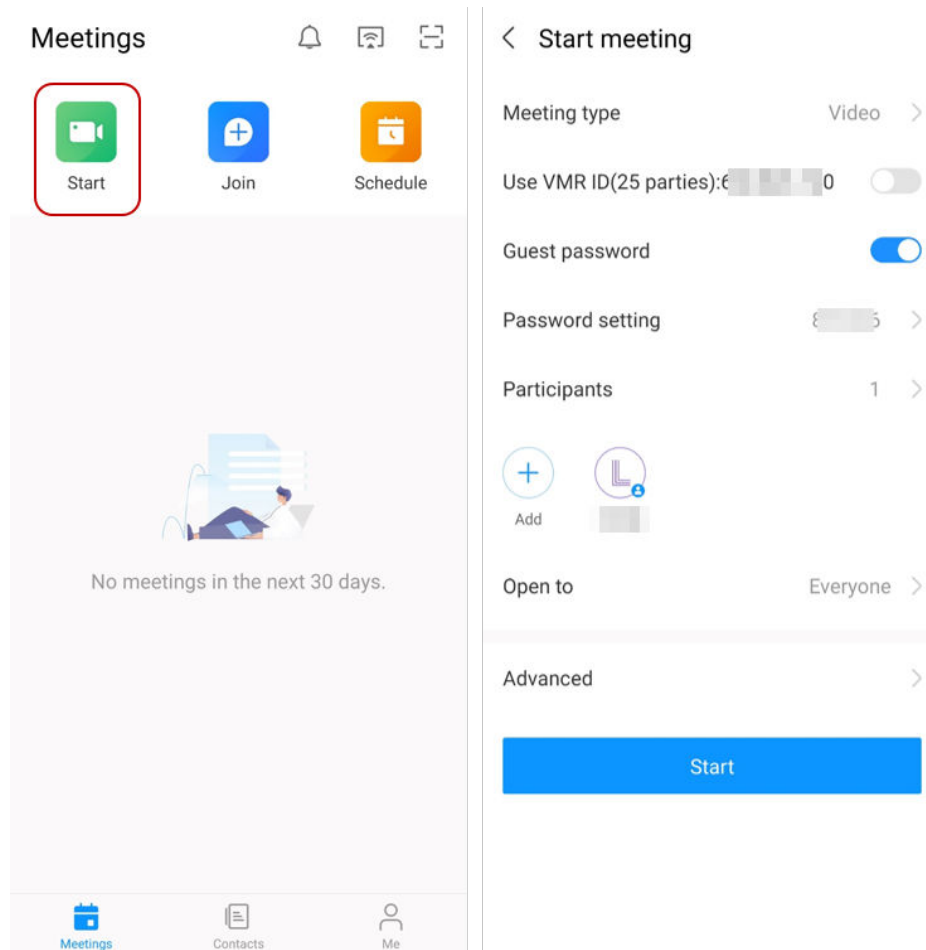 Meetings
Start
Join
Schedule
No meetings in the next 30 days.
Meetings
Contacts
Me
Start meeting
Meeting type Video
Use VMR ID(25 parties):
Guest password
Password setting
Participants 1
Add
Open to Everyone
Advanced
Start